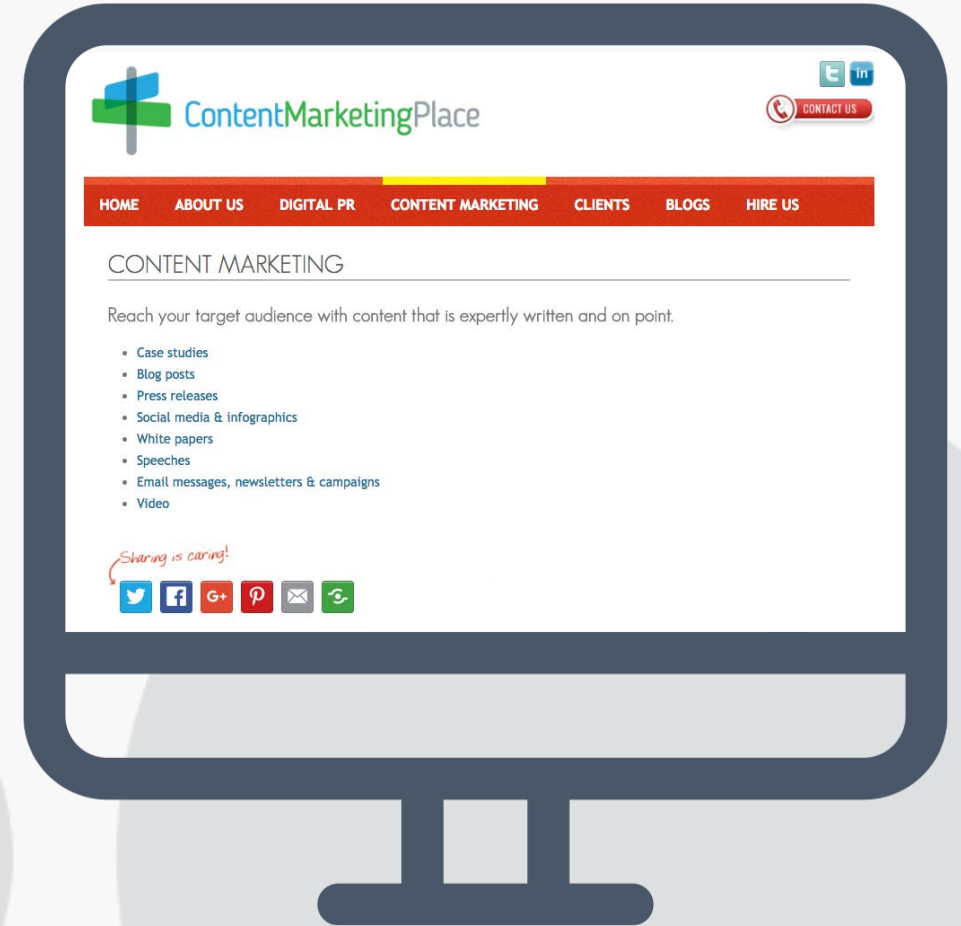 ContentMarketingPlace
CONTACT US
HOME ABOUT US DIGITAL PR CONTENT MARKETING CLIENTS BLOGS HIRE US
CONTENT MARKETING
Reach your target audience with content that is expertly written and on point.
Case studies
Blog posts
Press releases
Social media & infographics
White papers
Speeches
Email messages, newsletters & campaigns
Video
Sharing is caring!